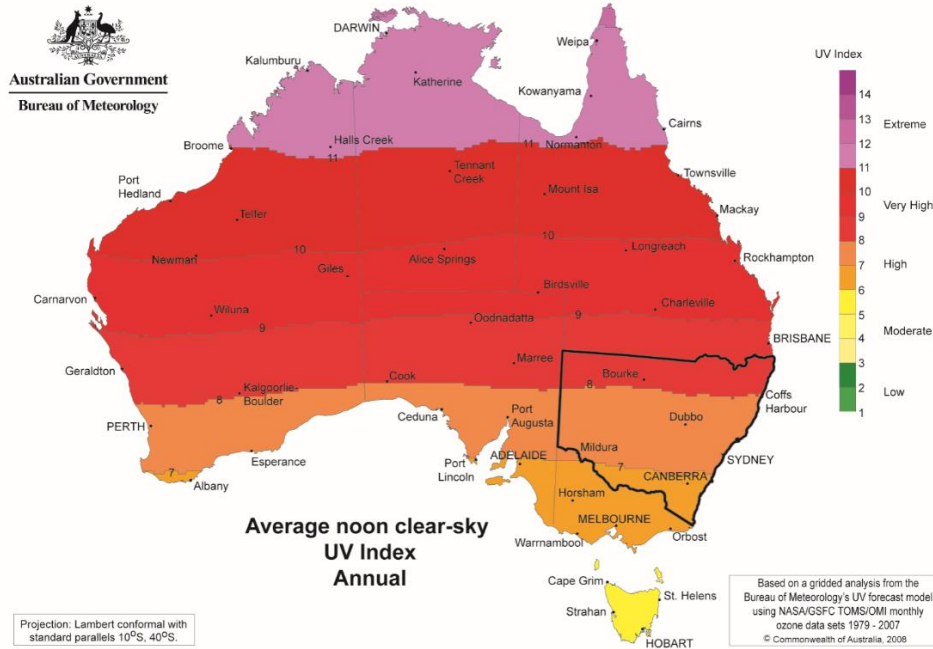 Australian Government
Bureau of Meteorology
DARWIN
Kalumburu
Katherine
Weipa
Kowanyama
Cairns
Normanton
11
Halls Creek
11
Broome
Port
Hedland
Telfer
Tennant
Creek
Mount Isa
Townsville
Mackay
10
10
Newman
Giles
Alice Springs
Longreach
Rockhampton
Birdsville
Carnarvon
Wiluna
9
Oodnadatta
9
Charleville
BRISBANE
Geraldton
Marree
Cook
Bourke
8
Kalgoorlie
Boulder
8
Coffs
Harbour
Ceduna
Port
Augusta
Dubbo
PERTH
Esperance
Mildura
SYDNEY
Port
Lincoln
ADELAIDE
7
CANBERRA
7
Albany
Horsham
MELBOURNE
Warrnambool
Orbost
Cape Grim
St. Helens
Strahan
HOBART
UV Index
14
13
12
11
10
9
8
7
6
5
4
3
2
1
Extreme
Very High
High
Moderate
Low
Average noon clear-sky
UV Index
Annual
Projection: Lambert conformal with
standard parallels 10°S, 40°S.
Based on a gridded analysis from the
Bureau of Meteorology's UV forecast model
using NASA/GSFC TOMS/OMI monthly
ozone data sets 1979 - 2007
© Commonwealth of Australia, 2008